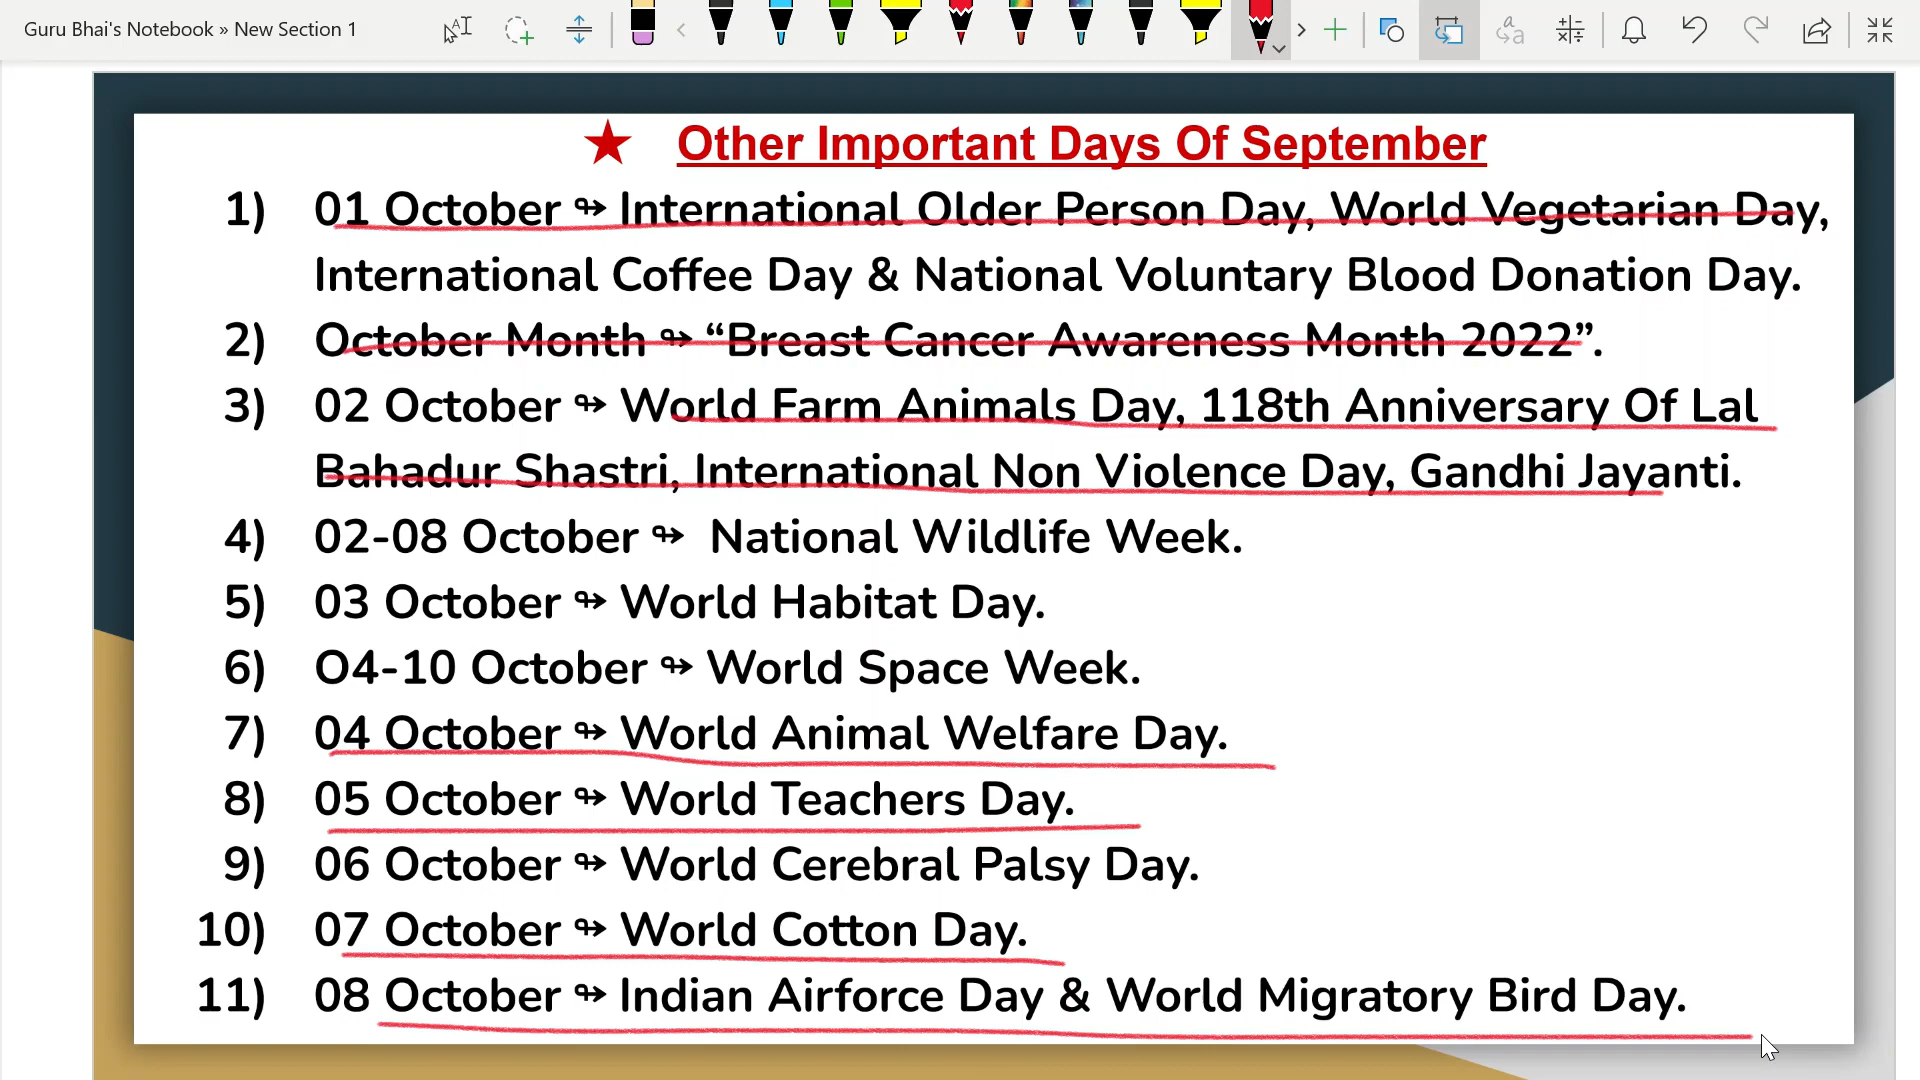 Guru Bhai's Notebook » New Section 1
★ Other Important Days Of September
1) 01 October ↬ International Older Person Day, World Vegetarian Day,
International Coffee Day & National Voluntary Blood Donation Day.
2) October Month ↬ “Breast Cancer Awareness Month 2022”.
3) 02 October ↬ World Farm Animals Day, 118th Anniversary Of Lal
Bahadur Shastri, International Non Violence Day, Gandhi Jayanti.
4) 02-08 October ↬ National Wildlife Week.
5) 03 October ↬ World Habitat Day.
6) O4-10 October ↬ World Space Week.
7) 04 October ↬ World Animal Welfare Day.
8) 05 October ↬ World Teachers Day.
9) 06 October ↬ World Cerebral Palsy Day.
10) 07 October ↬ World Cotton Day.
11) 08 October ↬ Indian Airforce Day & World Migratory Bird Day.